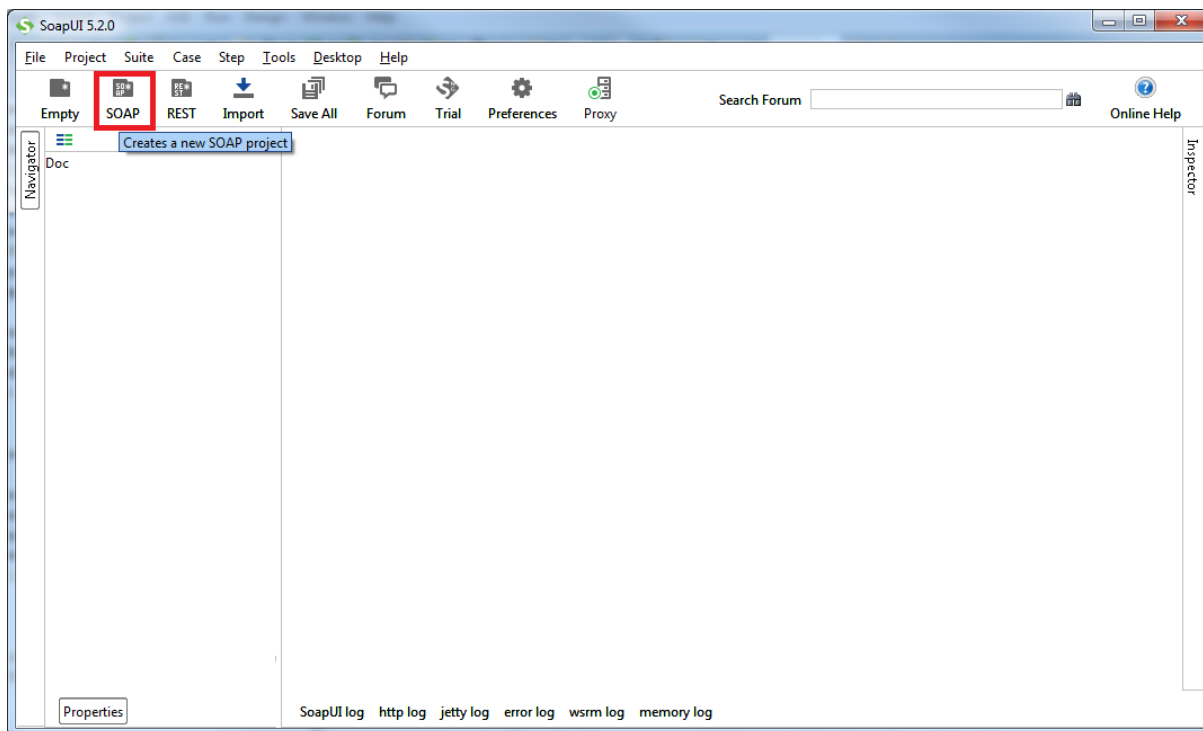 SoapUI 5.2.0
File Project Suite Case Step Tools Desktop Help
Empty SOAP REST Import Save All Forum Trial Preferences Proxy Search Forum Online Help
Creates a new SOAP project
Navigator
Doc
Inspector
Properties
SoapUI log http log jetty log error log wsrm log memory log